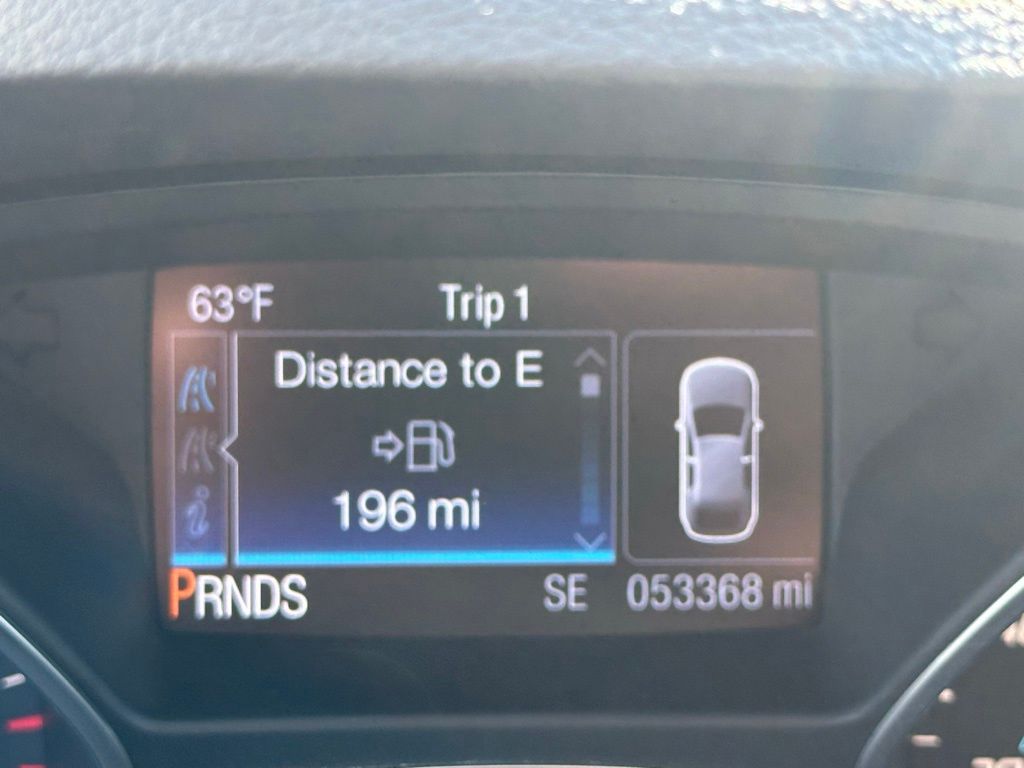 63°F Trip 1
Distance to E
196 mi
PRNDS SE 053368 mi